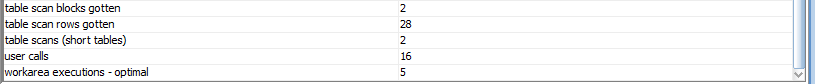 table scan blocks gotten 2
table scan rows gotten 28
table scans (short tables) 2
user calls 16
workarea executions - optimal 5